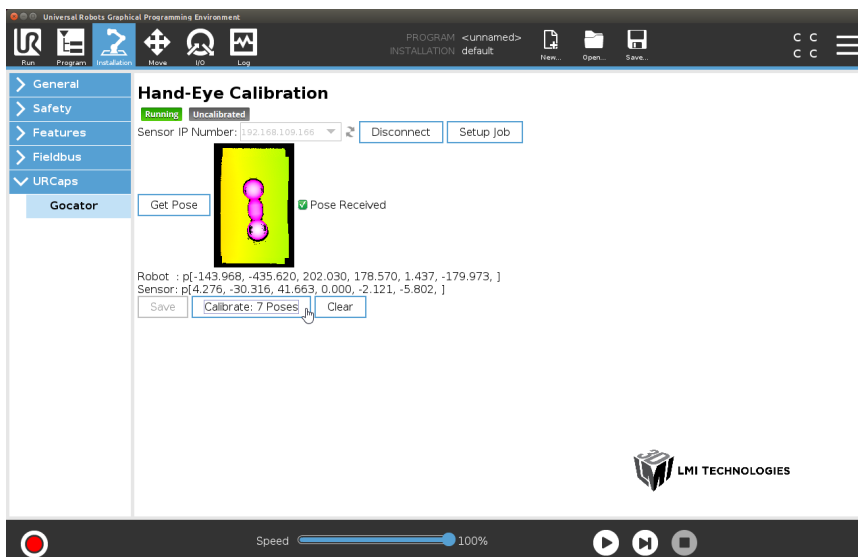 Universal Robots Graphical Programming Environment
Run
Program
Installation
Move
I/O
Log
PROGRAM <unnamed>
INSTALLATION default
New...
Open...
Save...
C C
C C
General
Safety
Features
Fieldbus
URCaps
Gocator
Hand-Eye Calibration
Running Uncalibrated
Sensor IP Number: 192.168.109.166 Disconnect Setup Job
Get Pose Pose Received
Robot : p[-143.968, -435.620, 202.030, 178.570, 1.437, -179.973, ]
Sensor: p[4.276, -30.316, 41.663, 0.000, -2.121, -5.802, ]
Save Calibrate: 7 Poses Clear
3D
LMI TECHNOLOGIES
Speed 100%